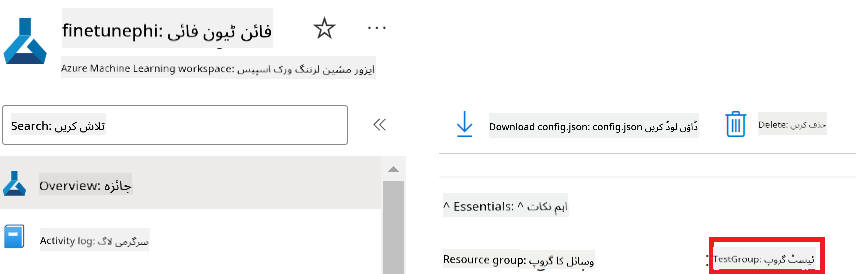 finetunephi: فائن ٹیون فائی
Azure Machine Learning workspace: ایزور مشین لرننگ ورک اسپیس
Search: تلاش کریں
Download config.json: config.json ڈاؤن لوڈ کریں
Delete: حذف کریں
Overview: جائزہ
^ Essentials: ^ اہم نکات
Activity log: سرگرمی لاگ
Resource group: وسائل کا گروپ
: TestGroup: ٹیسٹ گروپ